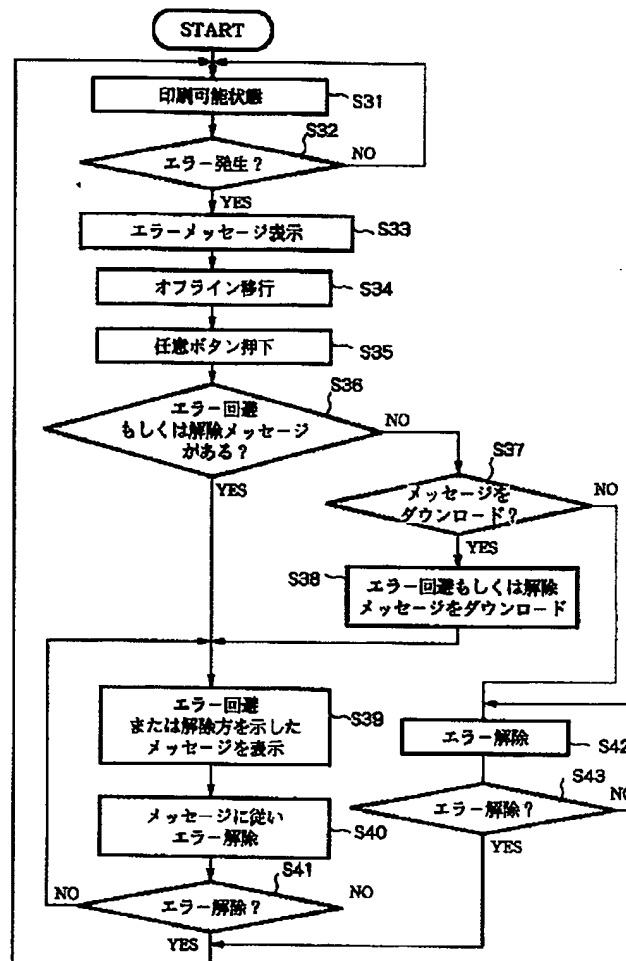 START
印刷可能状態
S31
S32
エラー発生？
NO
YES
エラーメッセージ表示
S33
オフライン移行
S34
任意ボタン押下
S35
S36
エラー回避
もしくは解除メッセージ
がある？
NO
YES
S37
メッセージを
ダウンロード？
NO
YES
S38
エラー回避もしくは解除
メッセージをダウンロード
エラー回避
または解除方を示した
メッセージを表示
S39
エラー解除
S42
メッセージに従い
エラー解除
S40
S43
エラー解除？
NO
YES
S41
エラー解除？
NO
NO
YES